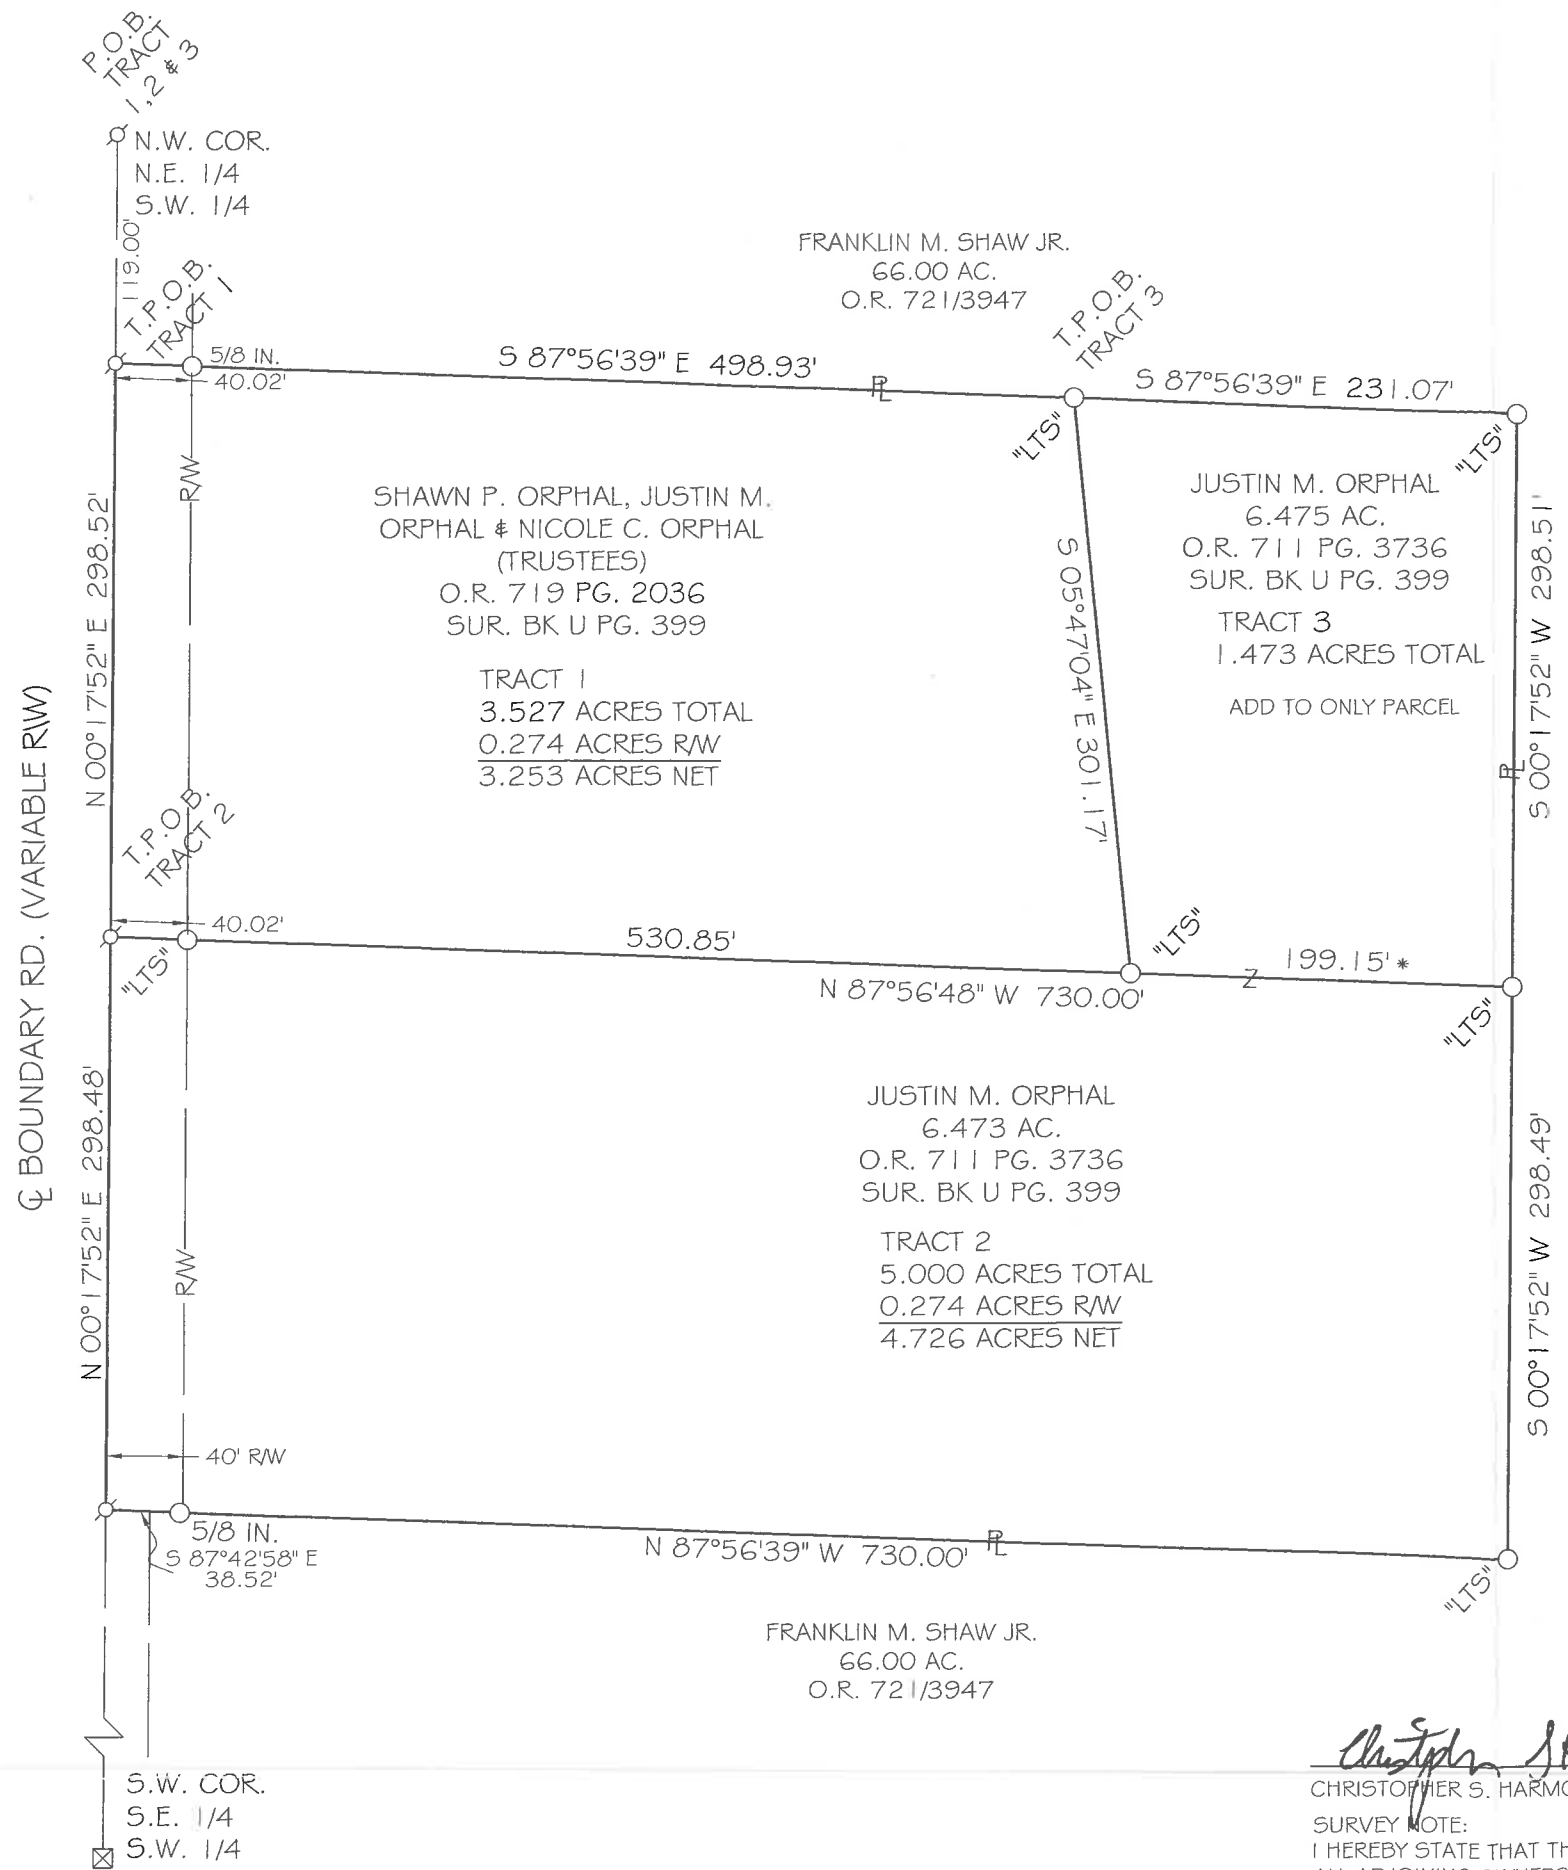 P.O.B.
TRACT
1,2 & 3
N.W. COR.
N.E. 1/4
S.W. 1/4
119.00'
T.P.O.B.
TRACT 1
FRANKLIN M. SHAW JR.
66.00 AC.
O.R. 721/3947
T.P.O.B.
TRACT 3
5/8 IN.
40.02'
S 87°56'39" E 498.93'
PL
S 87°56'39" E 231.07'
"LTS"
"LTS"
R/W
N 00°17'52" E 298.52'
SHAWN P. ORPHAL, JUSTIN M.
ORPHAL & NICOLE C. ORPHAL
(TRUSTEES)
O.R. 719 PG. 2036
SUR. BK U PG. 399
TRACT 1
3.527 ACRES TOTAL
0.274 ACRES R/W
3.253 ACRES NET
S 05°47'04" E 301.17'
JUSTIN M. ORPHAL
6.475 AC.
O.R. 711 PG. 3736
SUR. BK U PG. 399
TRACT 3
1.473 ACRES TOTAL
ADD TO ONLY PARCEL
S 00°17'52" W 298.51'
PL
CL BOUNDARY RD. (VARIABLE R\W)
T.P.O.B.
TRACT 2
40.02'
"LTS"
530.85'
"LTS"
199.15' *
Z
N 87°56'48" W 730.00'
"LTS"
N 00°17'52" E 298.48'
R/W
JUSTIN M. ORPHAL
6.473 AC.
O.R. 711 PG. 3736
SUR. BK U PG. 399
TRACT 2
5.000 ACRES TOTAL
0.274 ACRES R/W
4.726 ACRES NET
S 00°17'52" W 298.49'
40' R/W
5/8 IN.
S 87°42'58" E
38.52'
N 87°56'39" W 730.00'
PL
"LTS"
FRANKLIN M. SHAW JR.
66.00 AC.
O.R. 721/3947
S.W. COR.
S.E. 1/4
S.W. 1/4
CHRISTOPHER S. HARMO
SURVEY NOTE:
I HEREBY STATE THAT TH